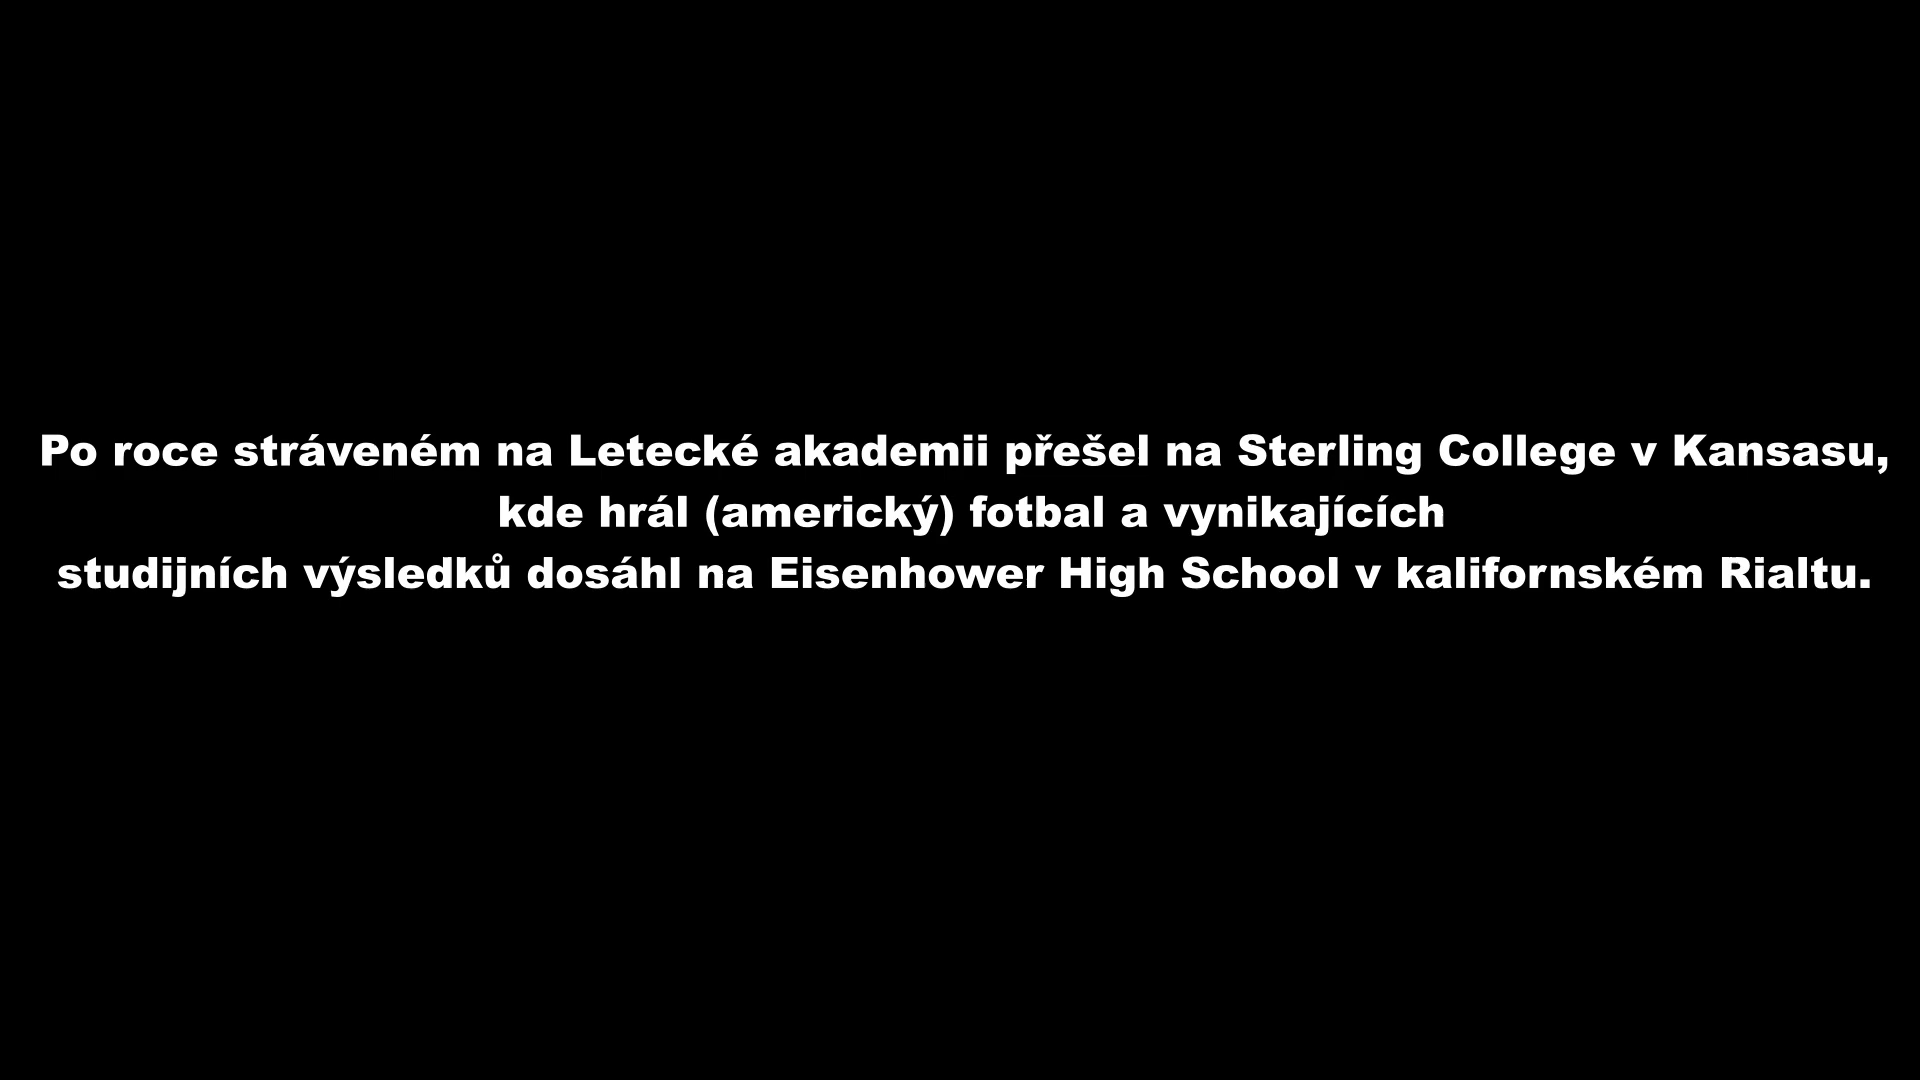 Po roce stráveném na Letecké akademii přešel na Sterling College v Kansasu,
kde hrál (americký) fotbal a vynikajících
studijních výsledků dosáhl na Eisenhower High School v kalifornském Rialtu.